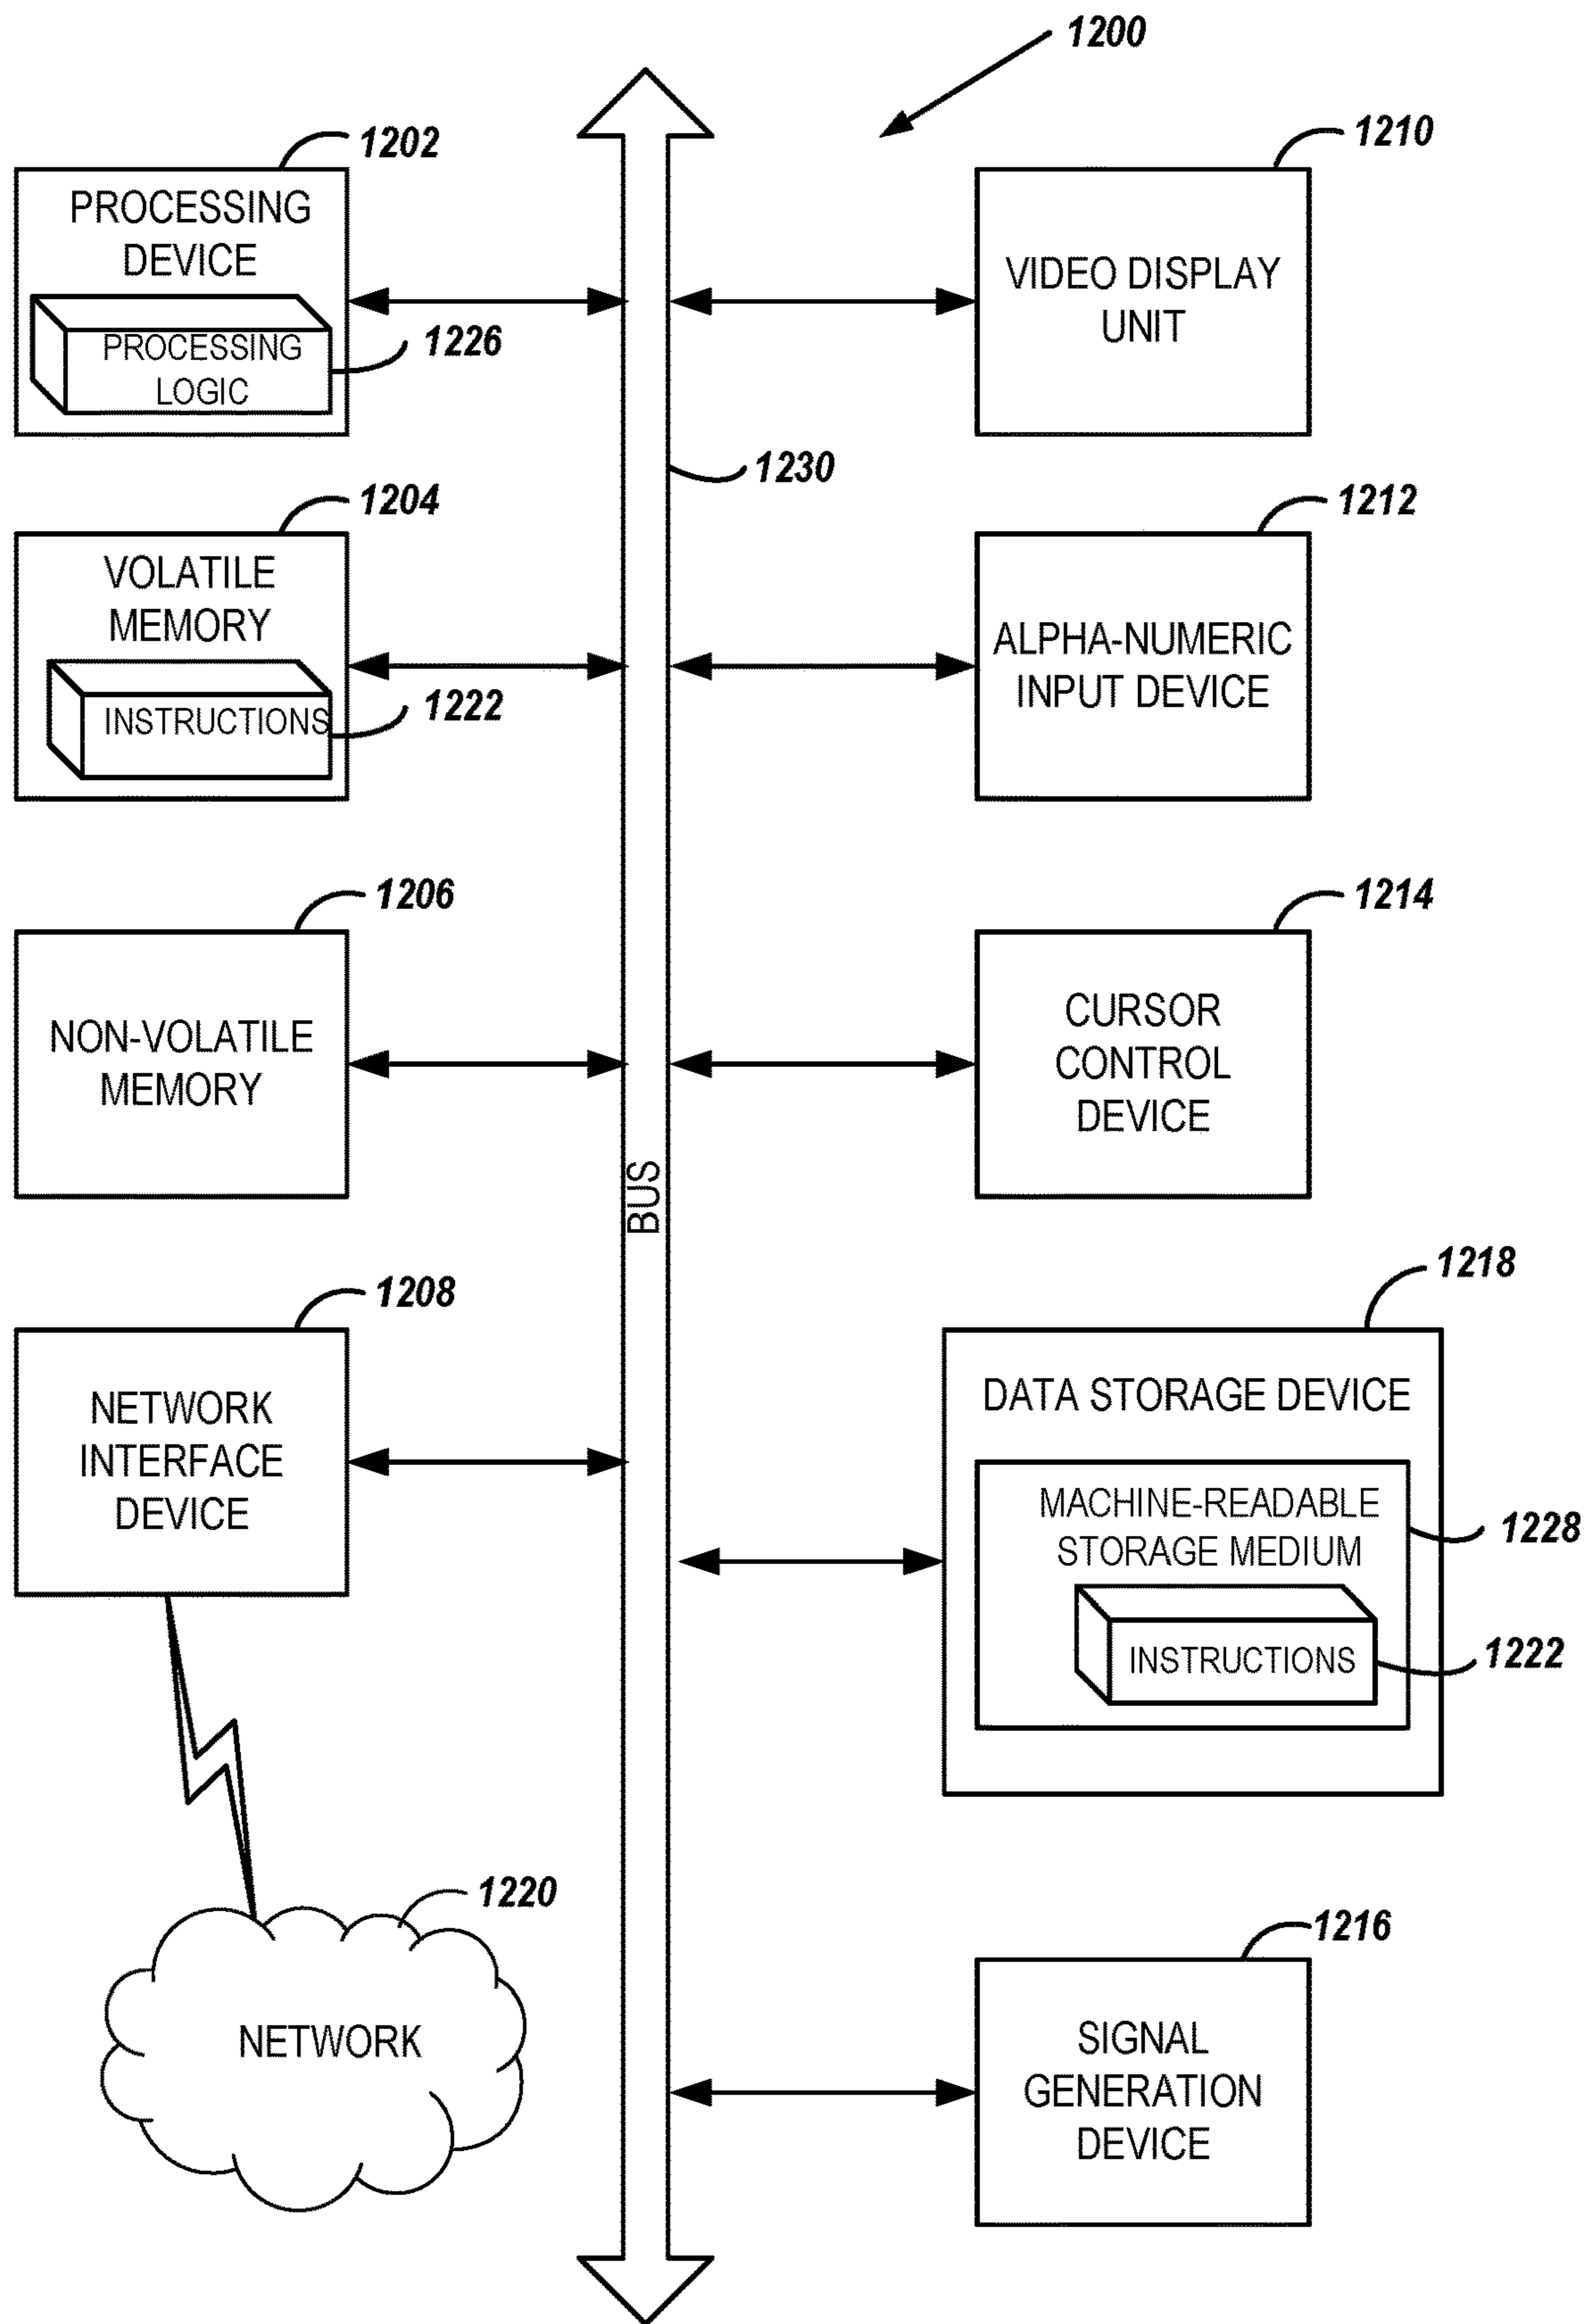 1200
1202
PROCESSING
DEVICE
PROCESSING
LOGIC
1226
1210
VIDEO DISPLAY
UNIT
1230
1204
VOLATILE
MEMORY
INSTRUCTIONS
1222
1212
ALPHA-NUMERIC
INPUT DEVICE
1206
NON-VOLATILE
MEMORY
1214
CURSOR
CONTROL
DEVICE
BUS
1208
NETWORK
INTERFACE
DEVICE
1218
DATA STORAGE DEVICE
MACHINE-READABLE
STORAGE MEDIUM
1228
INSTRUCTIONS
1222
1220
NETWORK
1216
SIGNAL
GENERATION
DEVICE